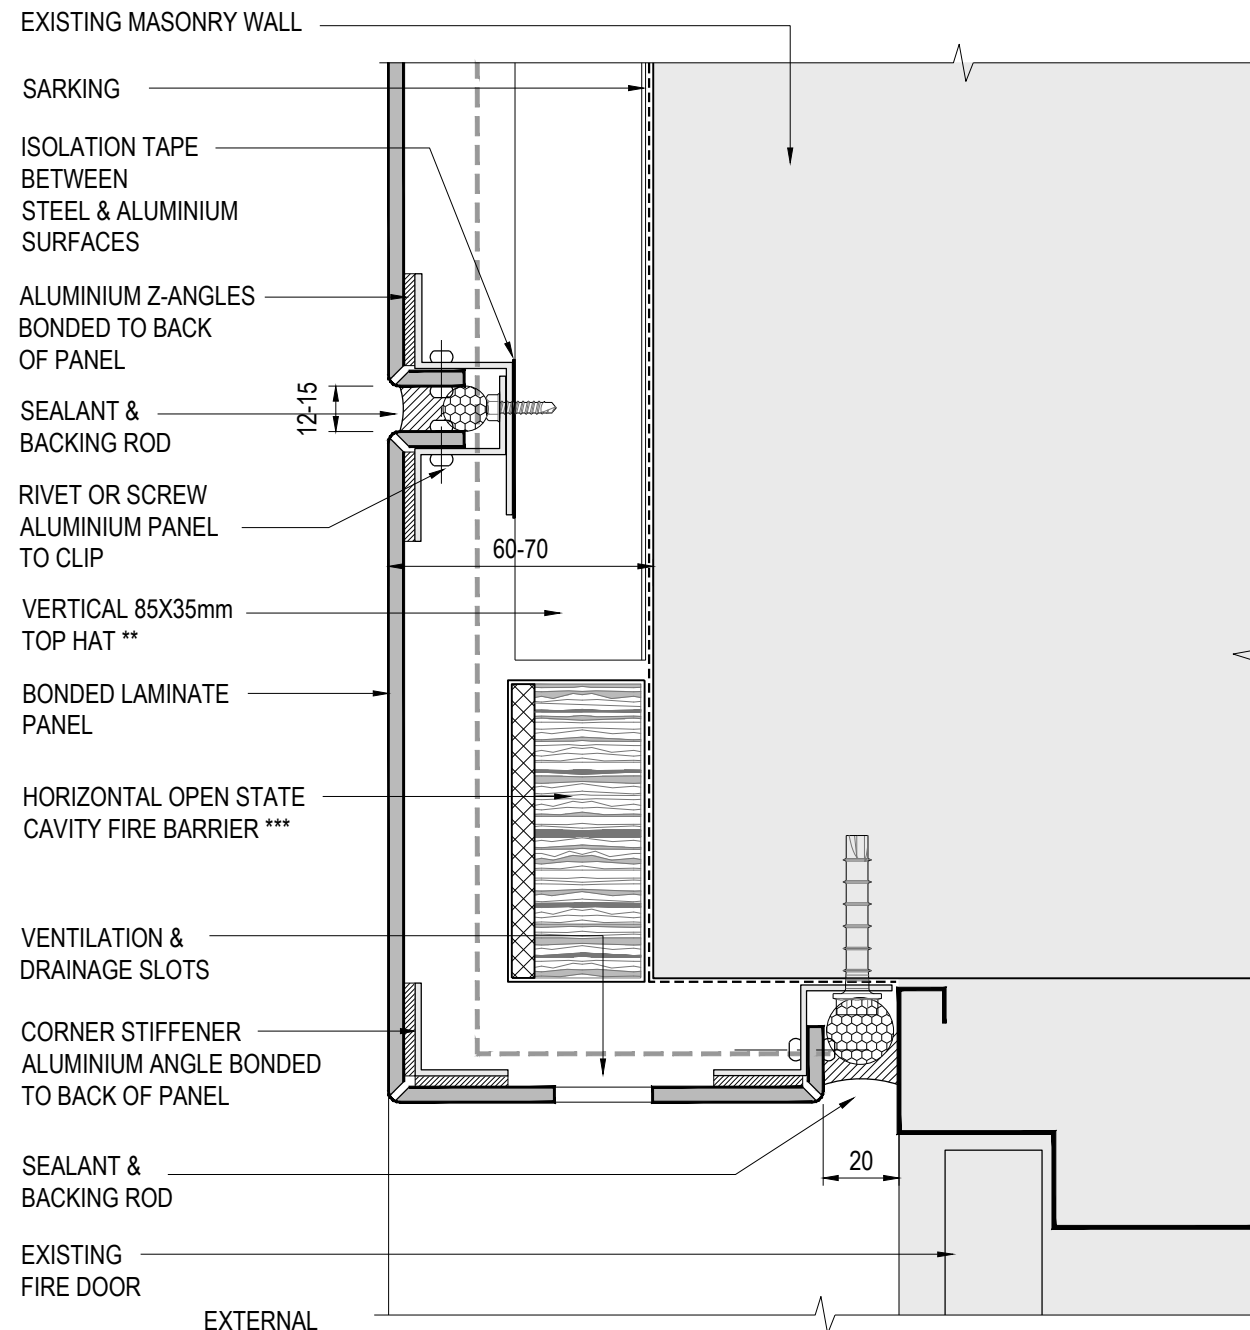 EXISTING MASONRY WALL
SARKING
ISOLATION TAPE
BETWEEN
STEEL & ALUMINIUM
SURFACES
ALUMINIUM Z-ANGLES
BONDED TO BACK
OF PANEL
12-15
SEALANT &
BACKING ROD
RIVET OR SCREW
ALUMINIUM PANEL
TO CLIP
60-70
VERTICAL 85X35mm
TOP HAT **
BONDED LAMINATE
PANEL
HORIZONTAL OPEN STATE
CAVITY FIRE BARRIER ***
VENTILATION &
DRAINAGE SLOTS
CORNER STIFFENER
ALUMINIUM ANGLE BONDED
TO BACK OF PANEL
SEALANT &
BACKING ROD
20
EXISTING
FIRE DOOR
EXTERNAL